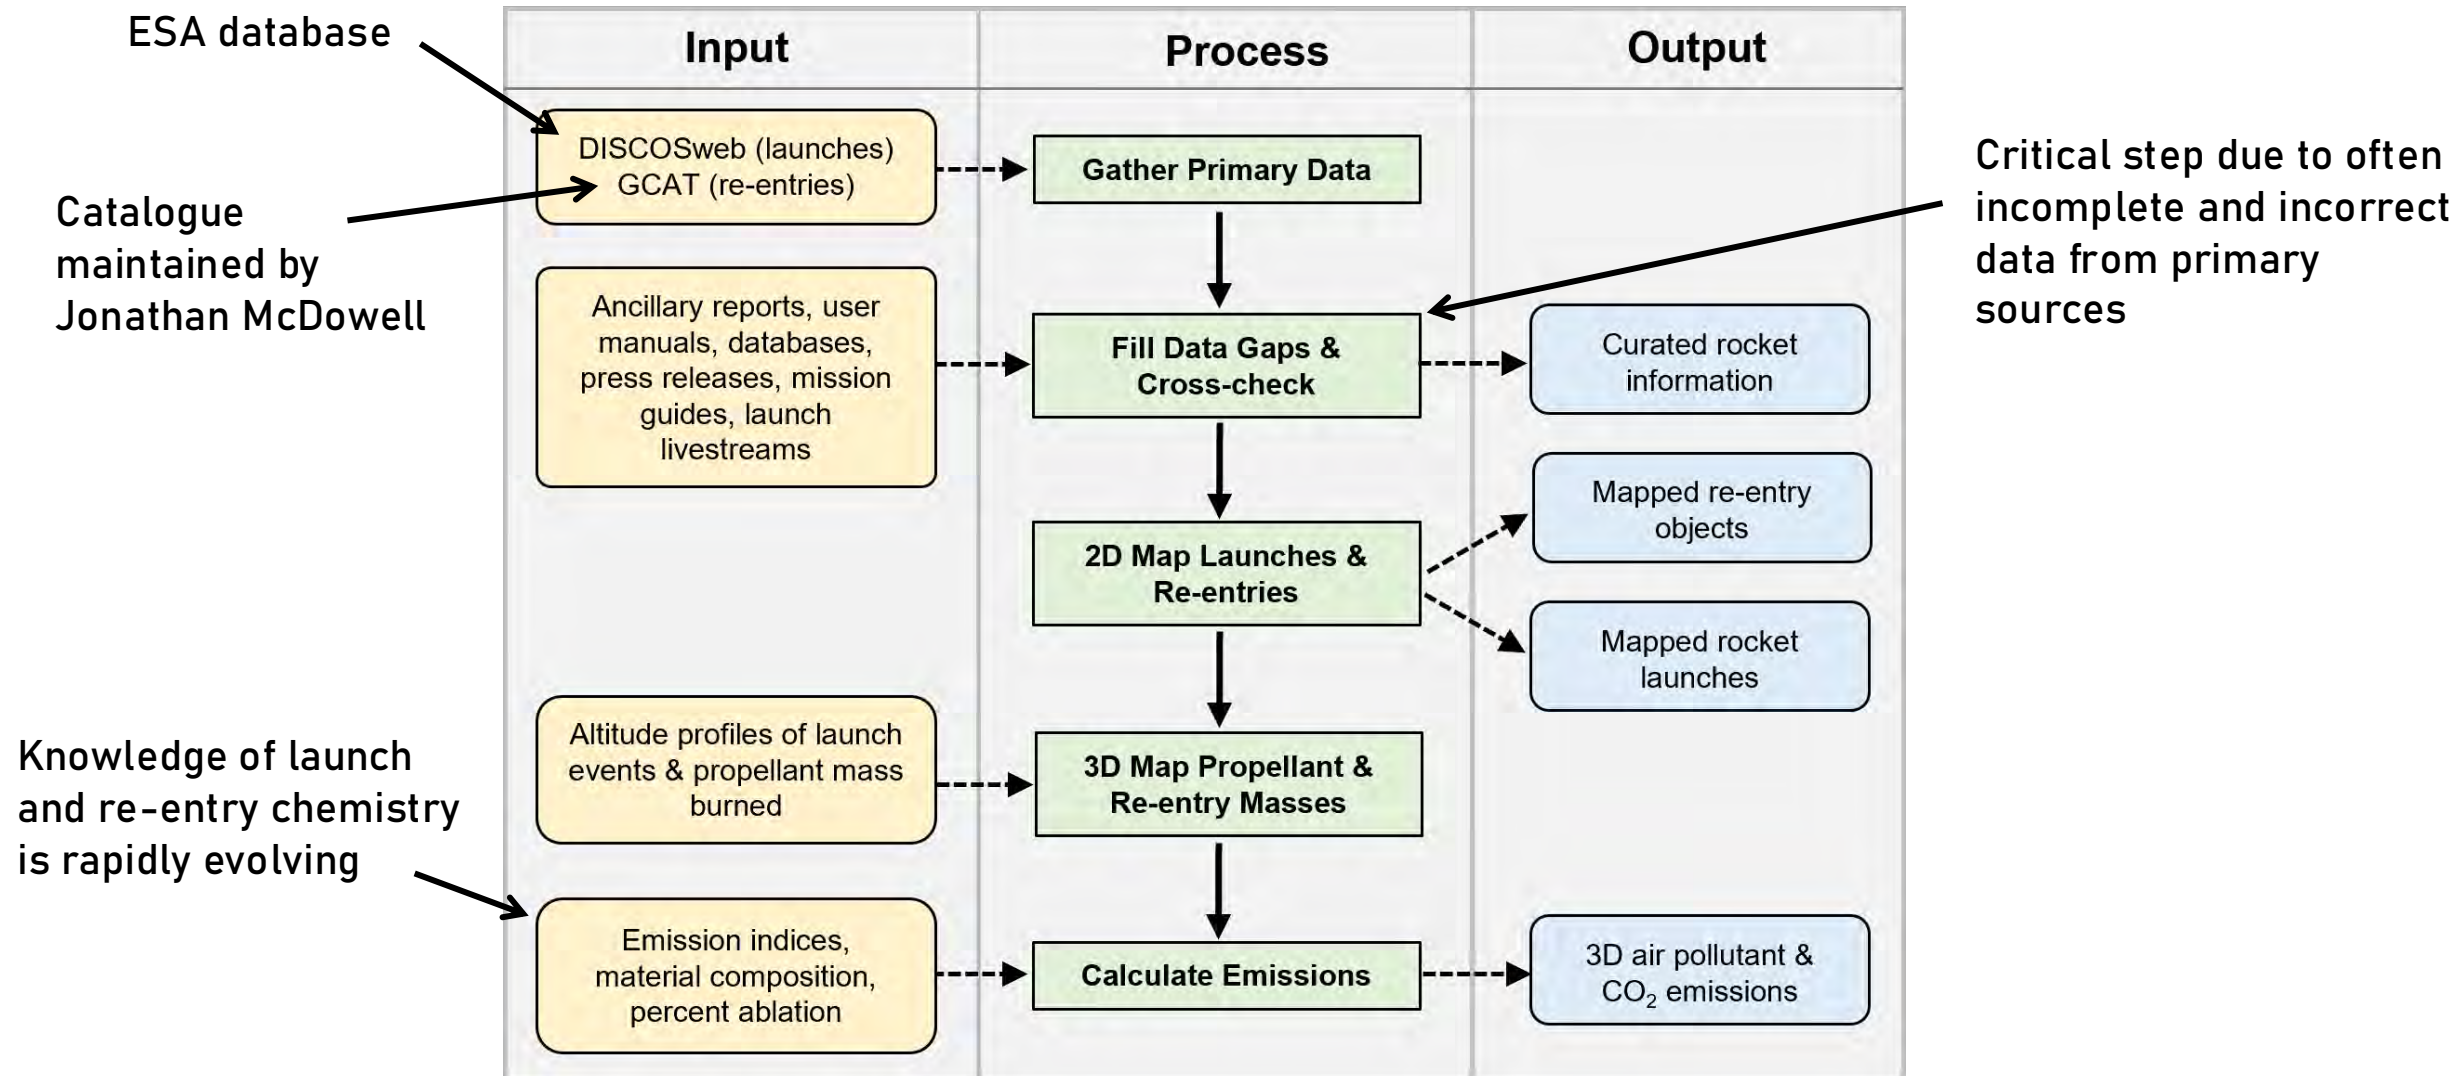 ESA database
Catalogue
maintained by
Jonathan McDowell
Knowledge of launch
and re-entry chemistry
is rapidly evolving
Input
DISCOSweb (launches)
GCAT (re-entries)
Ancillary reports, user
manuals, databases,
press releases, mission
guides, launch
livestreams
Altitude profiles of launch
events & propellant mass
burned
Emission indices,
material composition,
percent ablation
Process
Gather Primary Data
Fill Data Gaps &
Cross-check
2D Map Launches &
Re-entries
3D Map Propellant &
Re-entry Masses
Calculate Emissions
Output
Curated rocket
information
Mapped re-entry
objects
Mapped rocket
launches
3D air pollutant &
CO₂ emissions
Critical step due to often
incomplete and incorrect
data from primary
sources